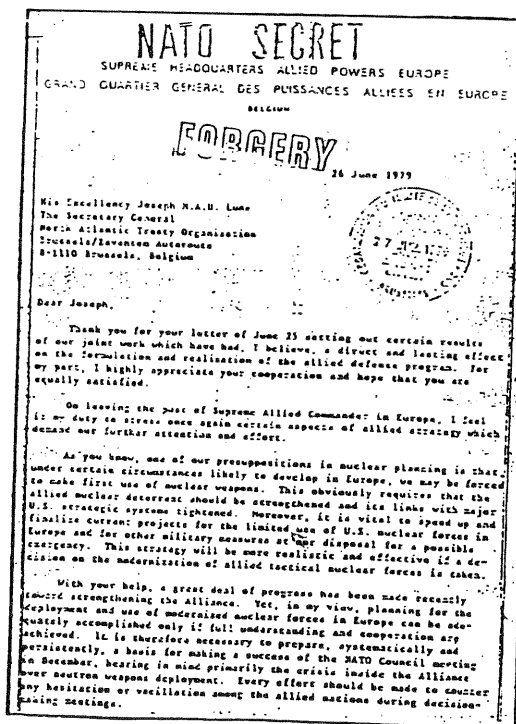 NATO SECRET
SUPREME HEADQUARTERS ALLIED POWERS EUROPE
GRAND QUARTIER GENERAL DES PUISSANCES ALLIEES EN EUROPE
BELGIUM
FORGERY
26 June 1979
His Excellency Joseph M.A.H. Luns
The Secretary General
North Atlantic Treaty Organisation
Brussels/Zaventem Autoroute
B-1110 Brussels, Belgium
27
Dear Joseph,
Thank you for your letter of June 25 setting out certain results
of our joint work which have had, I believe, a direct and lasting effect
on the formulation and realisation of the allied defense program. For
my part, I highly appreciate your cooperation and hope that you are
equally satisfied.
On leaving the post of Supreme Allied Commander in Europe, I feel
it my duty to stress once again certain aspects of allied strategy which
demand our further attention and effort.
As you know, one of our presuppositions in nuclear planning is that
under certain circumstances likely to develop in Europe, we may be forced
to make first use of nuclear weapons. This obviously requires that the
allied nuclear deterrent should be strengthened and its links with major
U.S. strategic systems tightened. Moreover, it is vital to speed up and
finalize current projects for the limited use of U.S. nuclear forces in
Europe and for other military measures at our disposal for a possible
emergency. This strategy will be more realistic and effective if a de-
cision on the modernization of allied tactical nuclear forces is taken.
With your help, a great deal of progress has been made recently
toward strengthening the Alliance. Yet, in my view, planning for the
deployment and use of modernized nuclear forces in Europe can be ade-
quately accomplished only if full understanding and cooperation are
achieved. It is therefore necessary to prepare, systematically and
persistently, a basis for making a success of the NATO Council meeting
in December, bearing in mind primarily the crisis inside the Alliance
over neutron weapons deployment. Every effort should be made to counter
any hesitation or vacillation among the allied nations during decision-
making meetings.